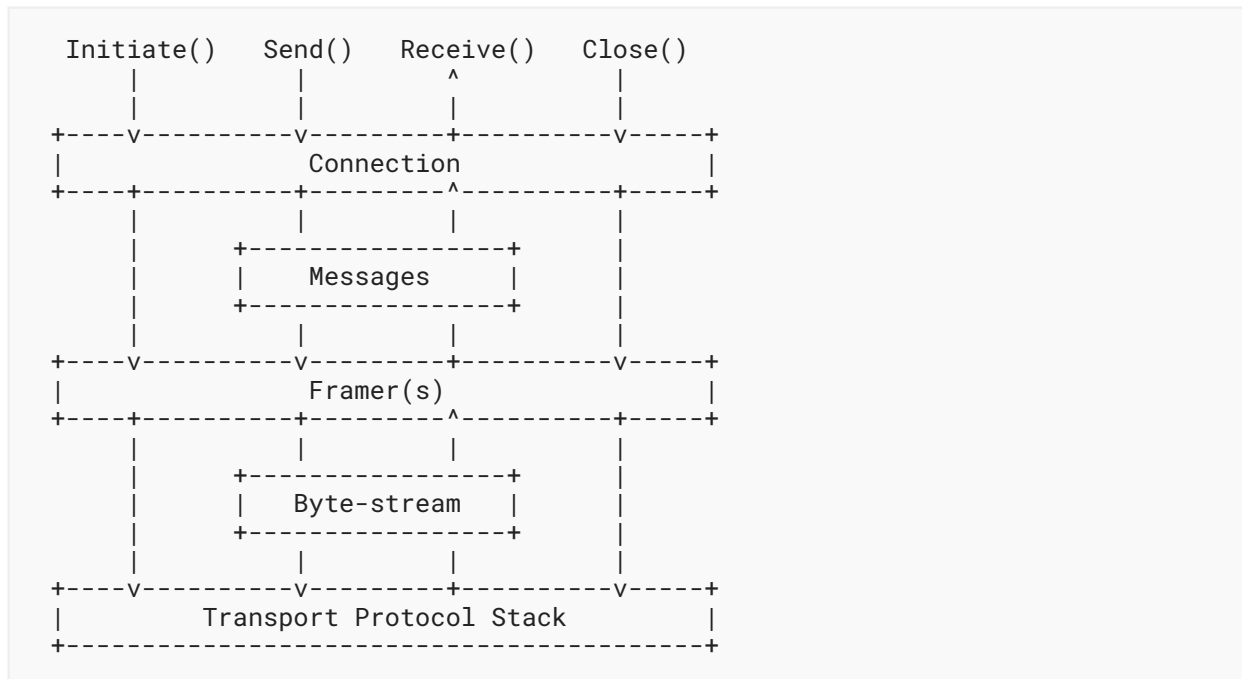 Initiate()   Send()   Receive()   Close()
Connection
Messages
Framer(s)
Byte-stream
Transport Protocol Stack